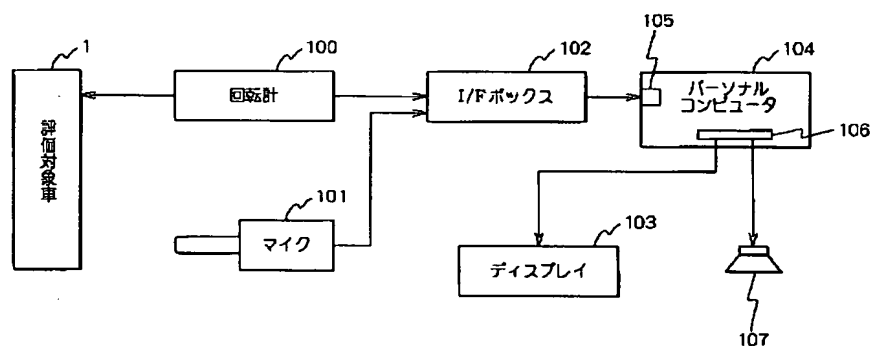 1
評価対象車
100
回転計
101
マイク
102
I/Fボックス
103
ディスプレイ
104
105
パーソナル
コンピュータ
106
107